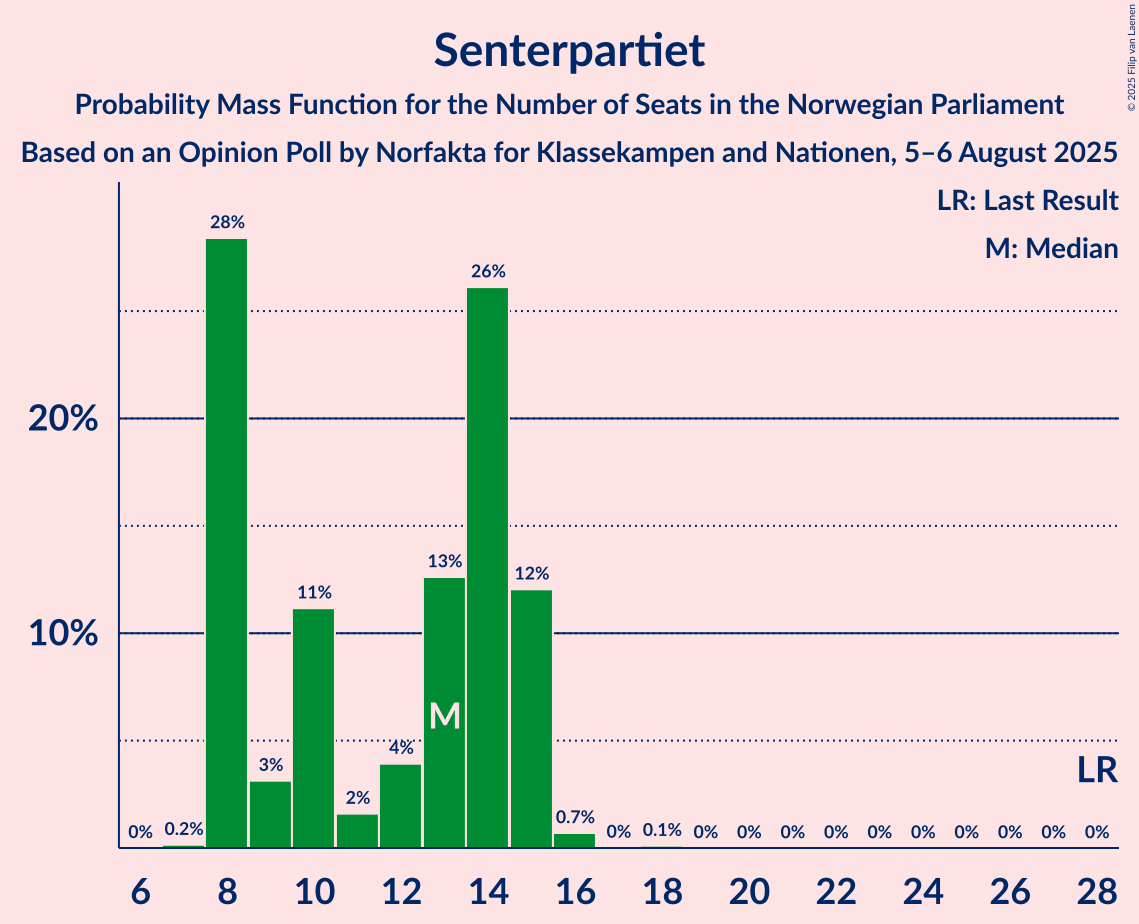 Senterpartiet
Probability Mass Function for the Number of Seats in the Norwegian Parliament
Based on an Opinion Poll by Norfakta for Klassekampen and Nationen, 5–6 August 2025
© 2025 Filip van Laenen
LR: Last Result
M: Median
20%
10%
0%
0.2%
28%
3%
11%
2%
4%
13%
26%
12%
0.7%
0%
0.1%
0%
0%
0%
0%
0%
0%
0%
0%
0%
0%
M
LR
6 8 10 12 14 16 18 20 22 24 26 28